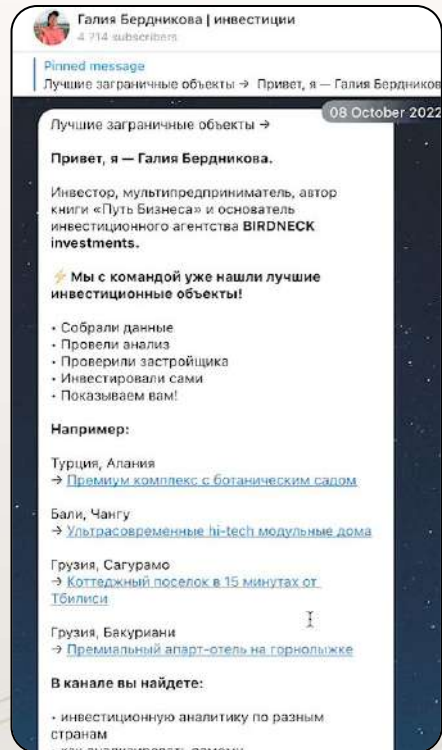 Галия Бердникова | инвестиции
4 714 subscribers
Pinned message
Лучшие заграничные объекты → Привет, я — Галия Бердников
08 October 2022
Лучшие заграничные объекты →
Привет, я — Галия Бердникова.
Инвестор, мультипредприниматель, автор
книги «Путь Бизнеса» и основатель
инвестиционного агентства BIRDNECK
investments.
⚡ Мы с командой уже нашли лучшие
инвестиционные объекты!
• Собрали данные
• Провели анализ
• Проверили застройщика
• Инвестировали сами
• Показываем вам!
Например:
Турция, Алания
→ Премиум комплекс с ботаническим садом
Бали, Чангу
→ Ультрасовременные hi-tech модульные дома
Грузия, Сагурамо
→ Коттеджный поселок в 15 минутах от
Тбилиси
Грузия, Бакуриани
→ Премиальный апарт-отель на горнолыжке
В канале вы найдете:
• инвестиционную аналитику по разным
странам